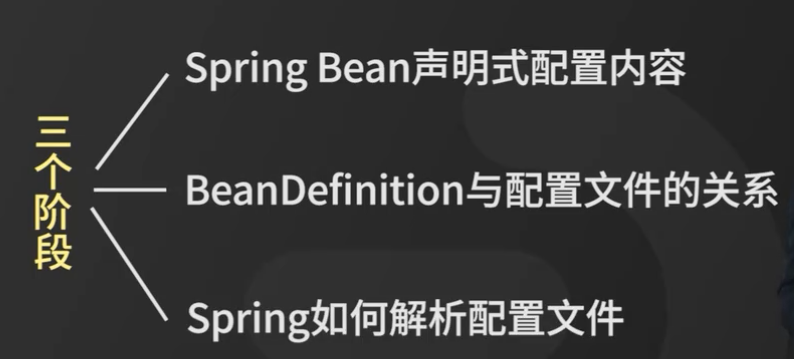 三个阶段
Spring Bean声明式配置内容
BeanDefinition与配置文件的关系
Spring如何解析配置文件